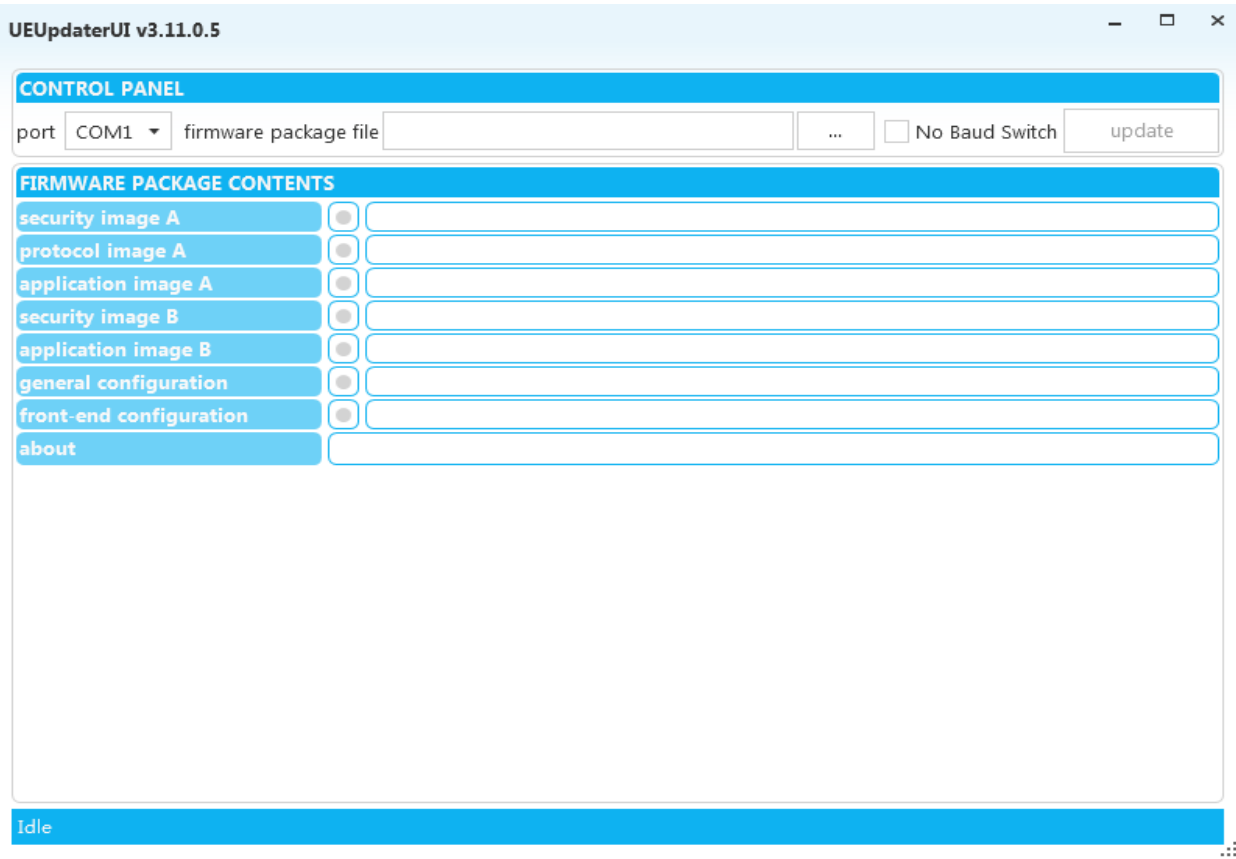 UEUpdaterUI v3.11.0.5
CONTROL PANEL
port COM1 firmware package file ... No Baud Switch update
FIRMWARE PACKAGE CONTENTS
security image A
protocol image A
application image A
security image B
application image B
general configuration
front-end configuration
about
Idle